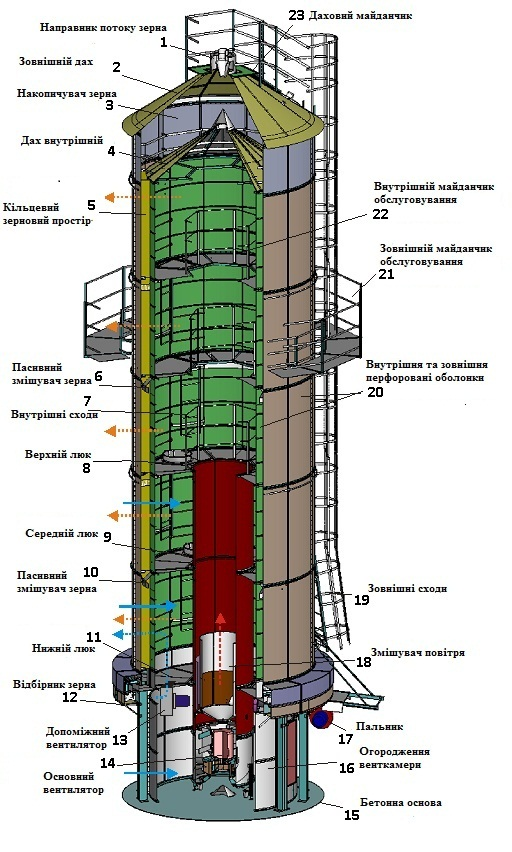 Направник потоку зерна
1
Зовнішній дах
2
Накопичувач зерна
3
Дах внутрішній
4
Кільцевий
зерновий простір
5
Пасивний
змішувач зерна
6
Внутрішні сходи
7
Верхній люк
8
Середній люк
9
Пасивний
змішувач зерна
10
Нижній люк
11
Відбірник зерна
12
Допоміжний
вентилятор
13
Основний
вентилятор
14
23 Даховий майданчик
Внутрішній майданчик
обслуговування
22
Зовнішній майданчик
обслуговування
21
Внутрішня та зовнішня
перфоровані оболонки
20
Зовнішні сходи
19
Змішувач повітря
18
Пальник
17
Огородження
венткамери
16
Бетонна основа
15